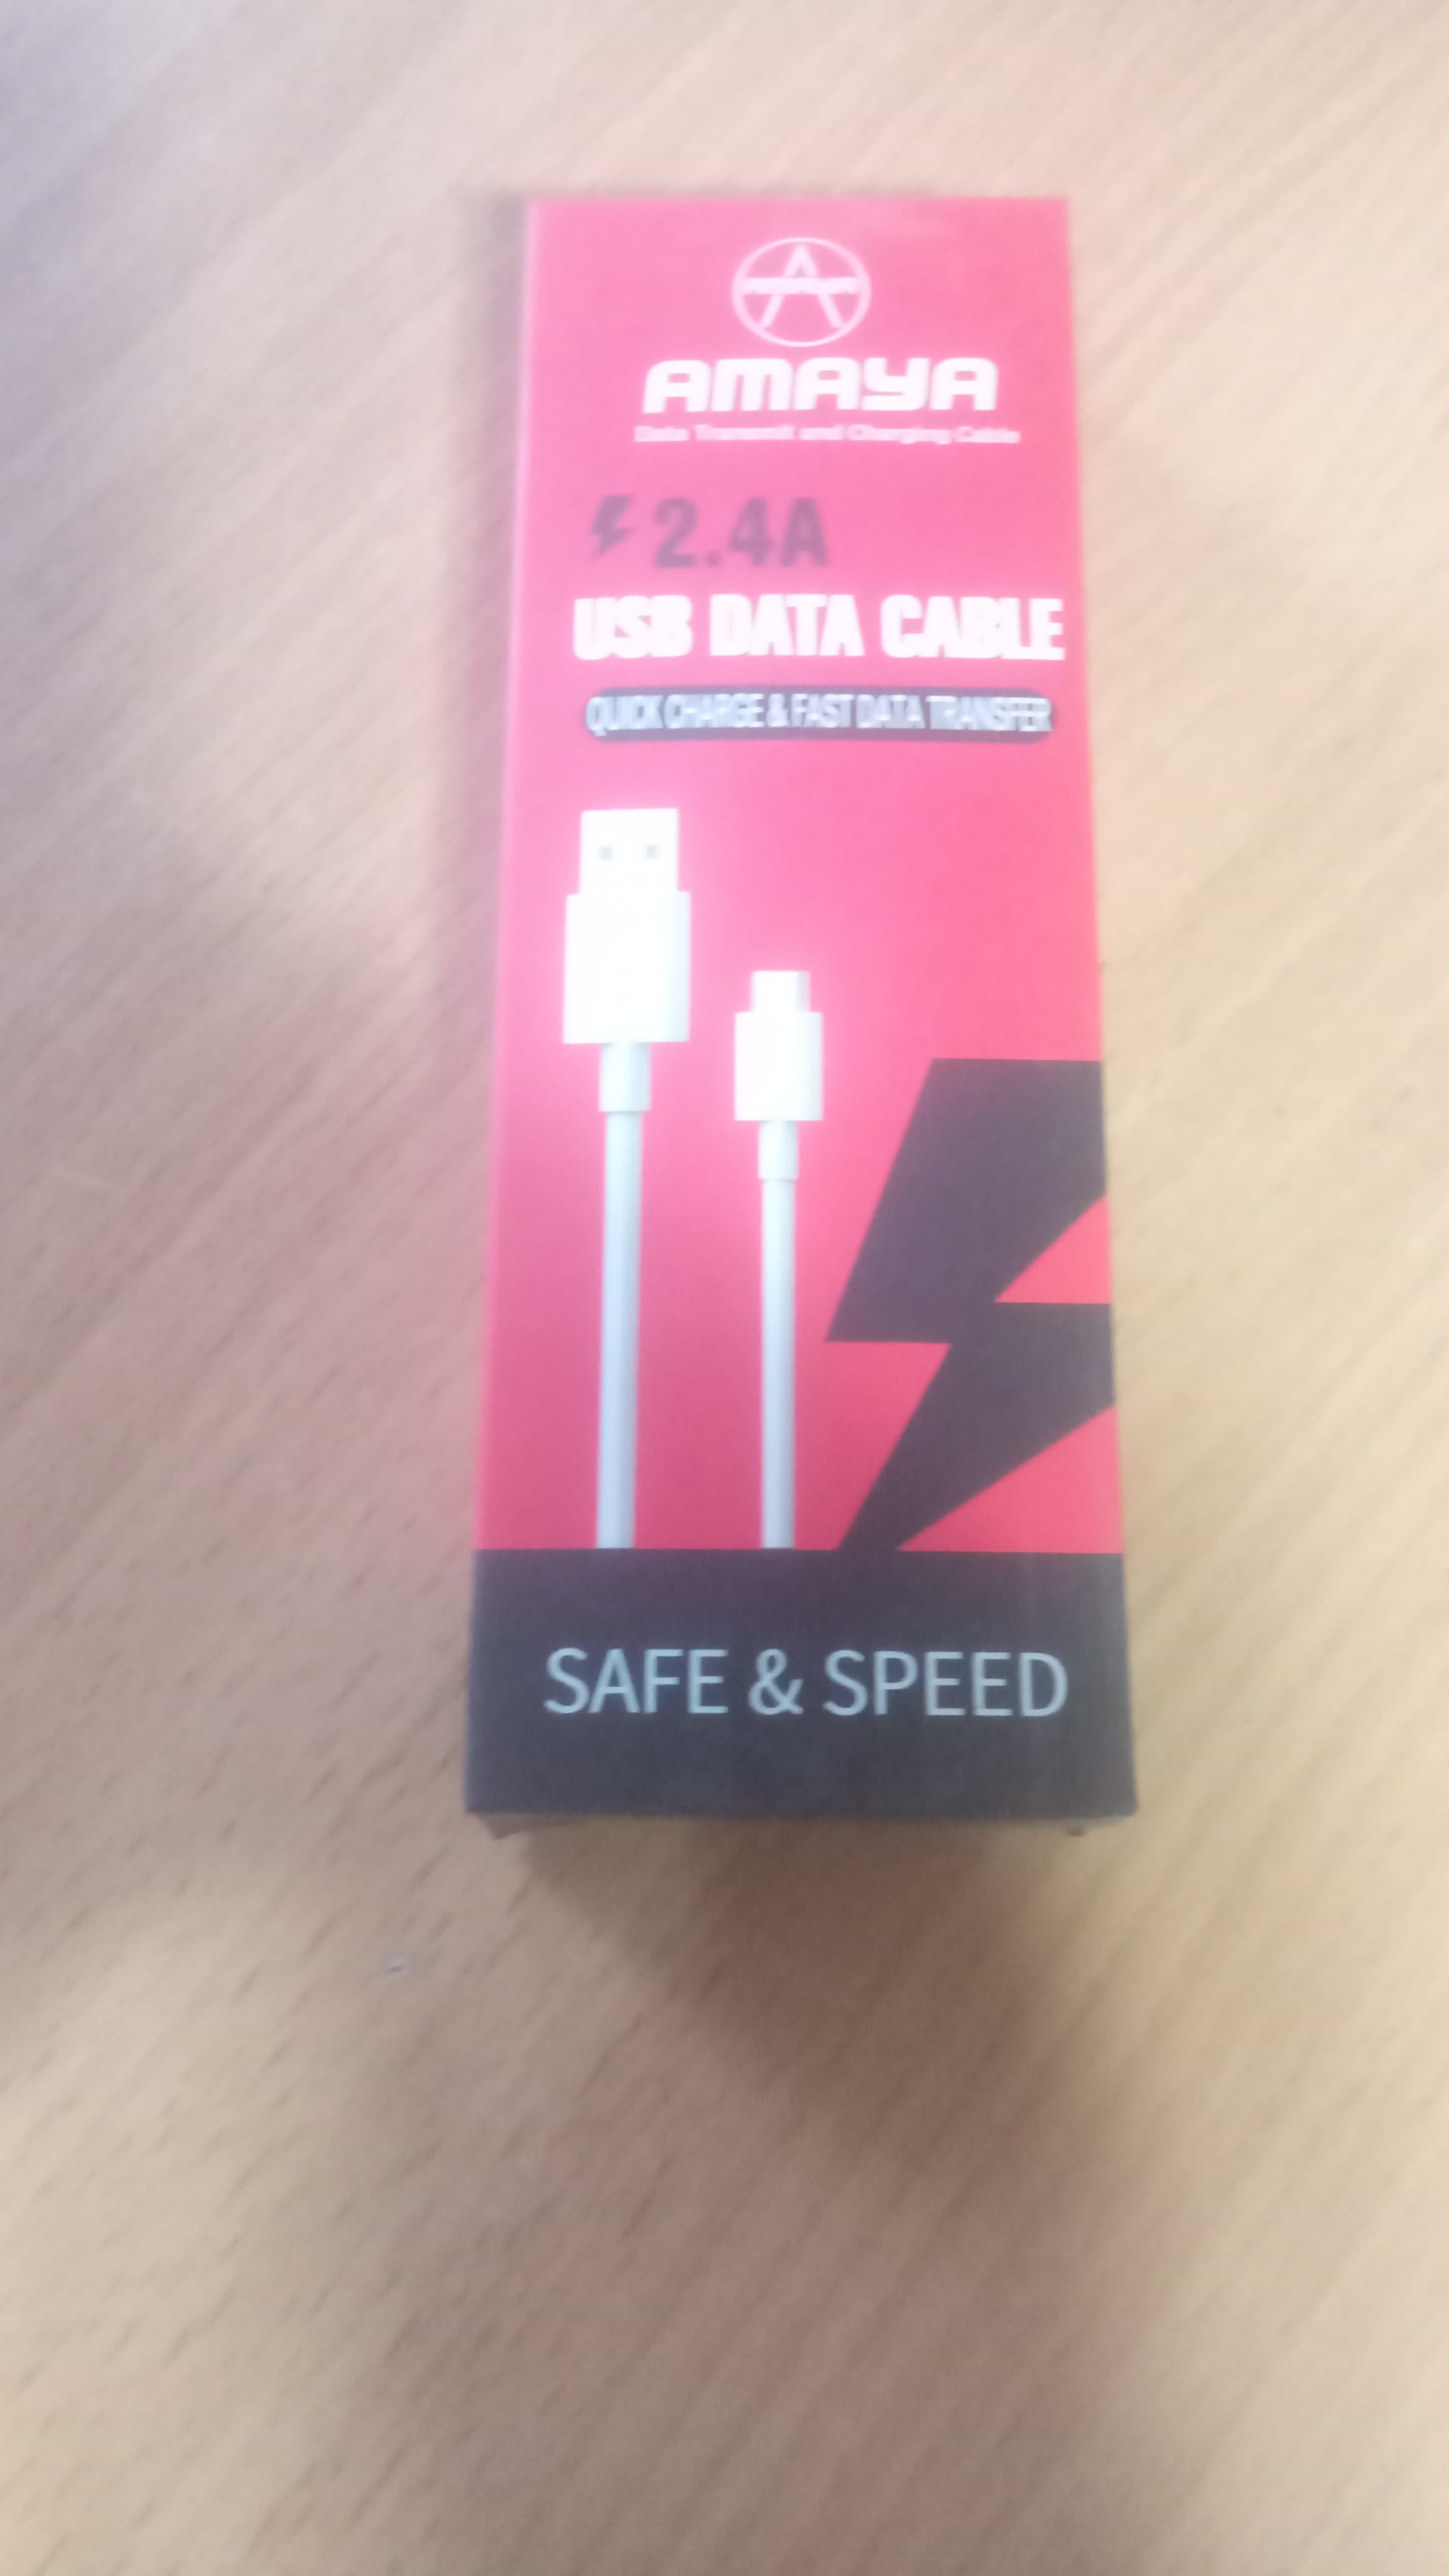 AMAYA
Data Transmit and Charging Cable
2.4A
USB DATA CABLE
QUICK CHARGE & FAST DATA TRANSFER
SAFE & SPEED